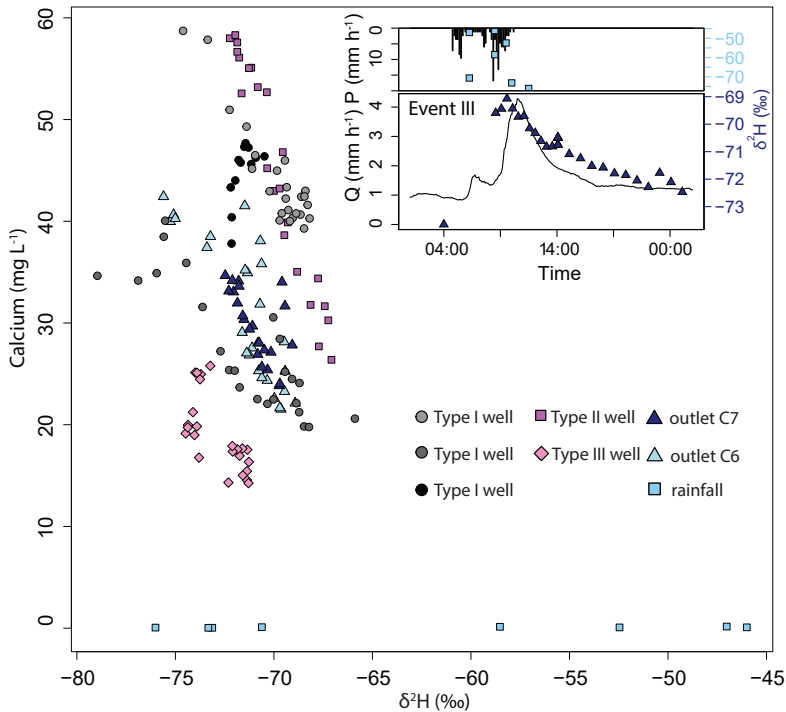 60
50
40
30
20
10
0
Calcium (mg L-1)
−80
−75
−70
−65
−60
−55
−50
−45
δ2H (‰)
0
10
P (mm h-1)
−50
−60
−70
Event III
4
3
2
1
0
Q (mm h-1)
−69
−70
−71
−72
−73
δ2H (‰)
04:00
14:00
00:00
Time
Type I well
Type II well
outlet C7
Type I well
Type III well
outlet C6
Type I well
rainfall